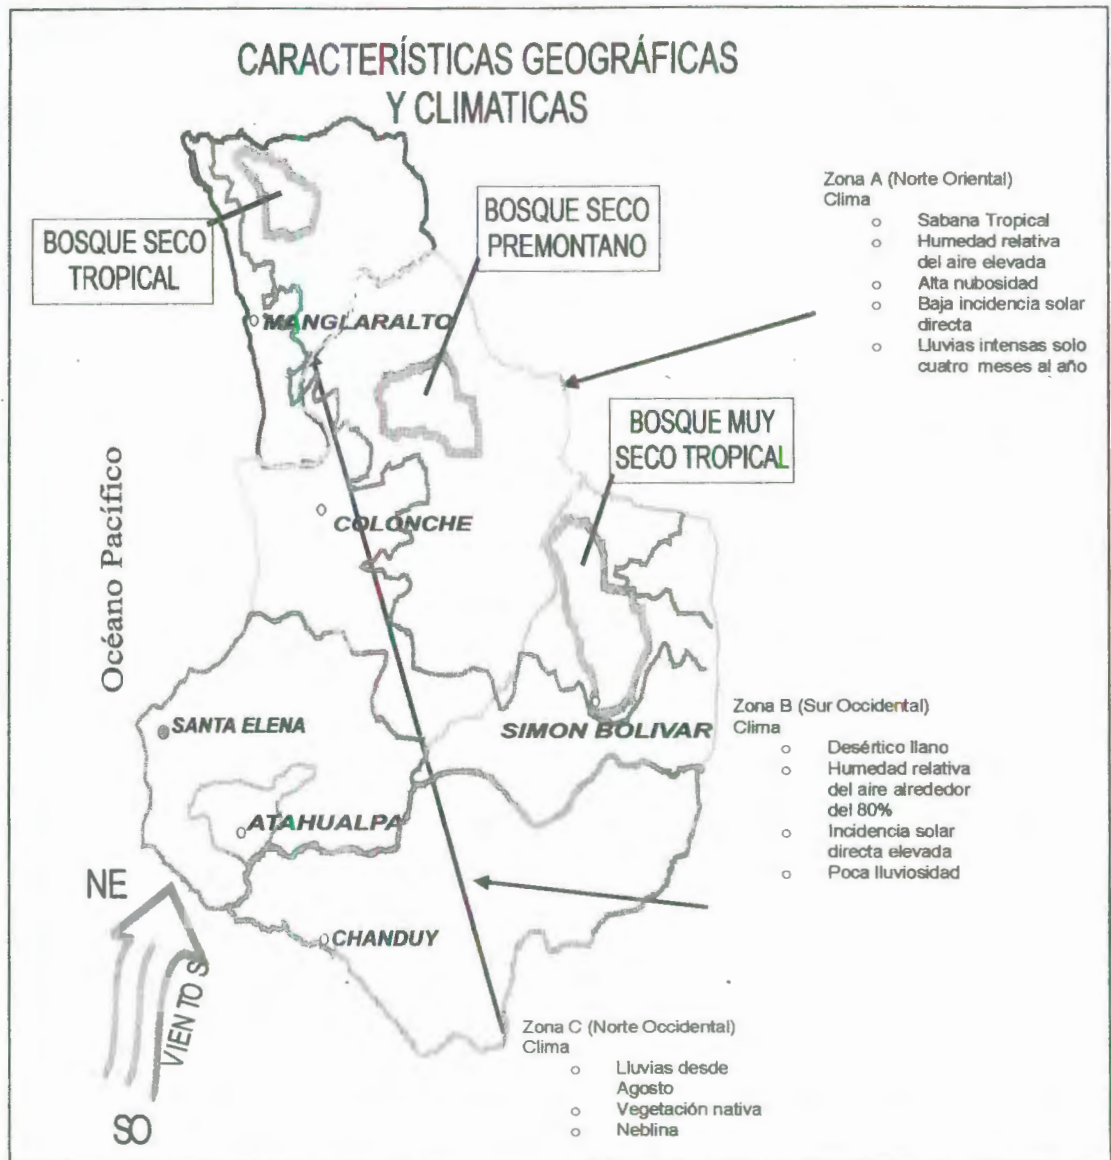 CARACTERÍSTICAS GEOGRÁFICAS
Y CLIMATICAS
BOSQUE SECO
TROPICAL
BOSQUE SECO
PREMONTANO
Zona A (Norte Oriental)
Clima
o Sabana Tropical
o Humedad relativa
del aire elevada
o Alta nubosidad
o Baja incidencia solar
directa
o Lluvias intensas solo
cuatro meses al año
MANGLARALTO
BOSQUE MUY
SECO TROPICAL
Océano Pacífico
COLONCHE
SANTA ELENA
SIMON BOLIVAR
Zona B (Sur Occidental)
Clima
o Desértico llano
o Humedad relativa
del aire alrededor
del 80%
o Incidencia solar
directa elevada
o Poca lluviosidad
ATAHUALPA
NE
CHANDUY
VIENTOS
SO
Zona C (Norte Occidental)
Clima
o Lluvias desde
Agosto
o Vegetación nativa
o Neblina